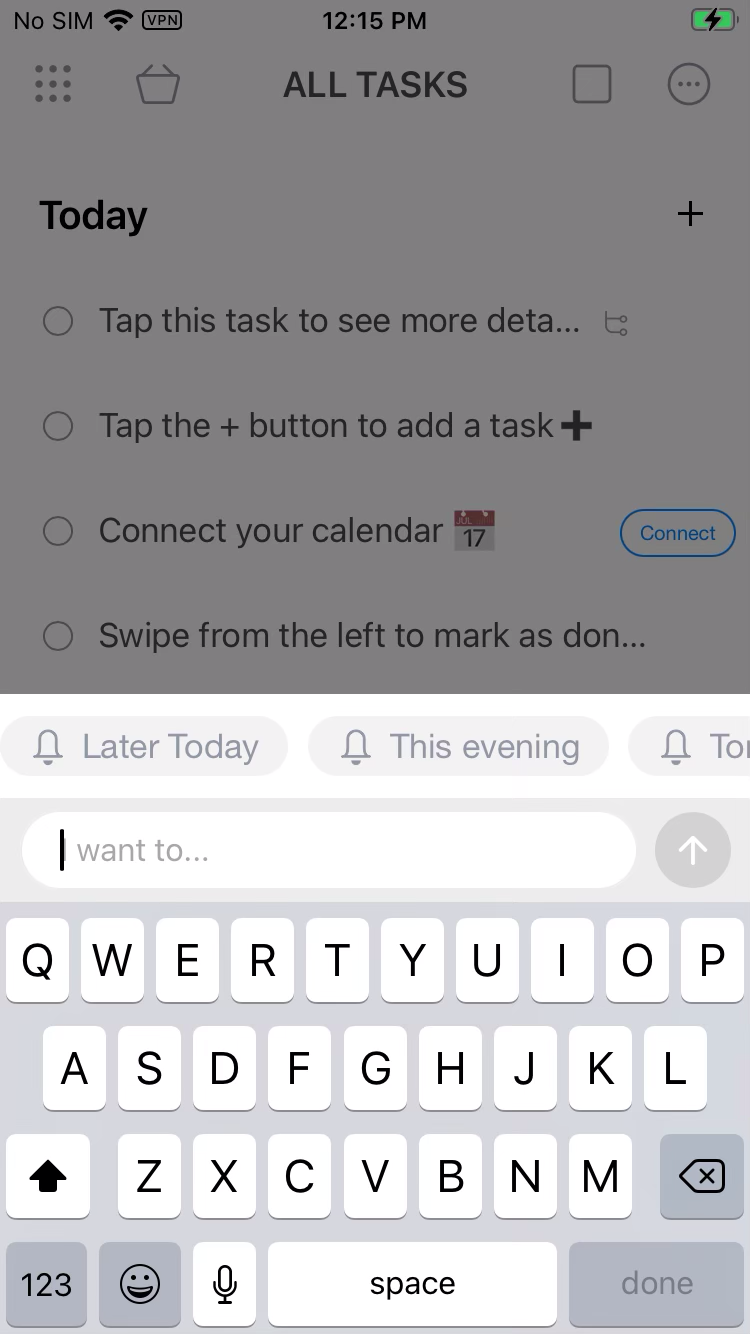 No SIM VPN 12:15 PM
ALL TASKS
Today +
Tap this task to see more deta...
Tap the + button to add a task ➕
Connect your calendar JUL 17 Connect
Swipe from the left to mark as don...
Later Today This evening Tor
I want to...
Q W E R T Y U I O P
A S D F G H J K L
Z X C V B N M
123 space done